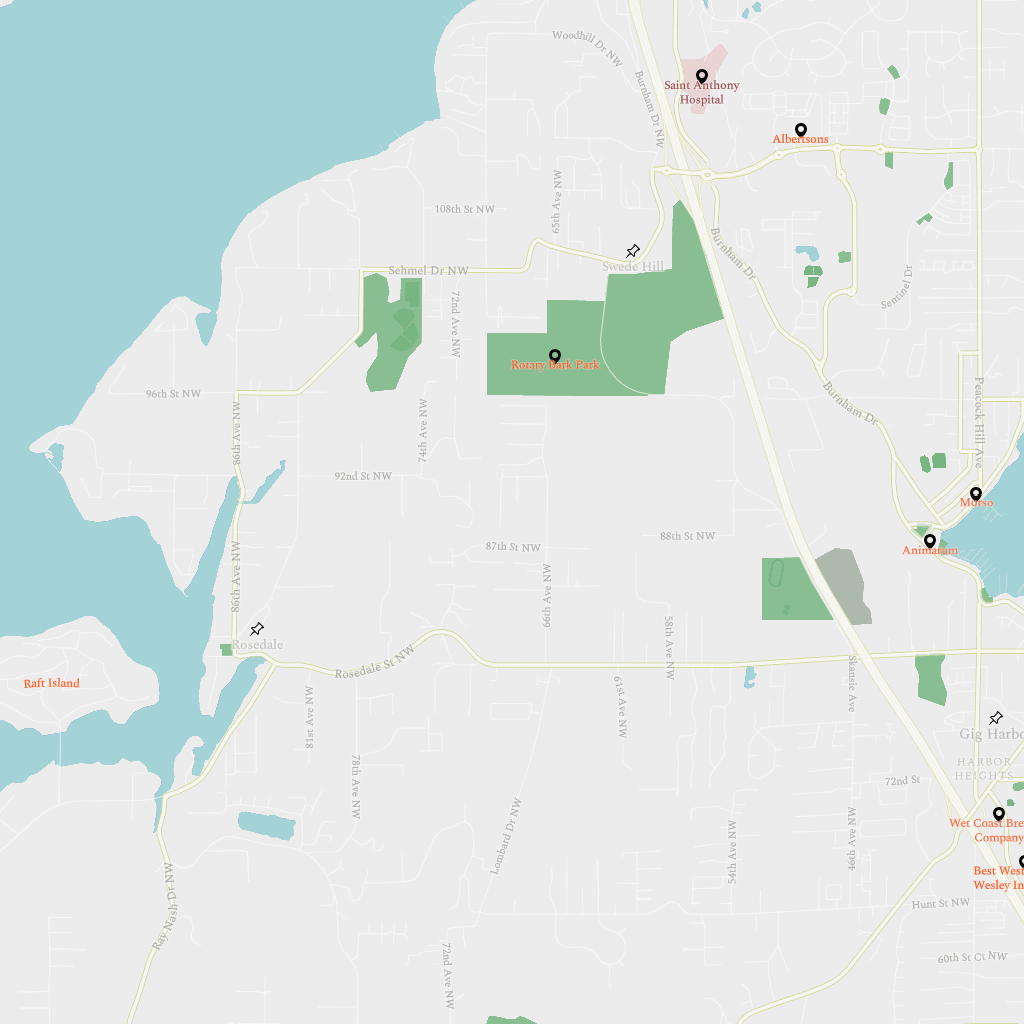 Woodhill Dr NW
Burnham Dr NW
Saint Anthony
Hospital
Albertsons
65th Ave NW
108th St NW
Burnham Dr
Swede Hill
Sehmel Dr NW
Sentinel Dr
72nd Ave NW
Rotary Bark Park
96th St NW
86th Ave NW
74th Ave NW
Burnham Dr
Peacock Hill Ave
92nd St NW
Morso
88th St NW
87th St NW
Animarum
86th Ave NW
66th Ave NW
58th Ave NW
Rosedale
Rosedale St NW
Skansie Ave
Raft Island
81st Ave NW
61st Ave NW
Gig Harbo
HARBOR
HEIGHTS
78th Ave NW
72nd St
Lombard Dr NW
54th Ave NW
46th Ave NW
Wet Coast Bre
Company
Best West
Wesley In
Ray Nash Dr NW
Hunt St NW
72nd Ave NW
60th St Ct NW